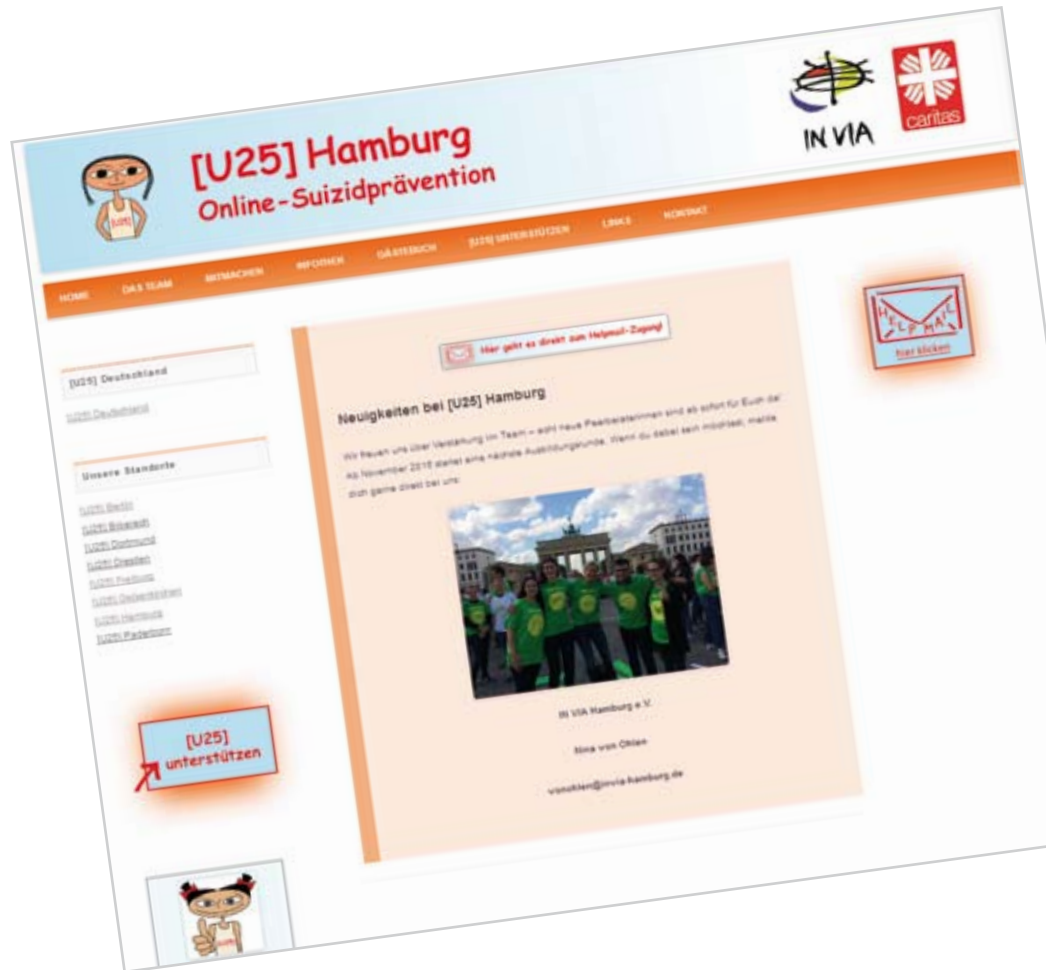 [U25] Hamburg
Online-Suizidprävention
IN VIA
caritas
HOME DAS TEAM MITMACHEN INFOTHEK GÄSTEBUCH [U25] UNTERSTÜTZEN LINKS KONTAKT
[U25] Deutschland
[U25] Deutschland
Unsere Standorte
[U25] Berlin
[U25] Biberach
[U25] Dortmund
[U25] Dresden
[U25] Freiburg
[U25] Gelsenkirchen
[U25] Hamburg
[U25] Paderborn
[U25]
unterstützen
Hier geht es direkt zum Helpmail-Zugang!
Neuigkeiten bei [U25] Hamburg
Wir freuen uns über Verstärkung im Team – acht neue Peerberaterinnen sind ab sofort für Euch da!
Ab November 2015 startet eine nächste Ausbildungsrunde. Wenn du dabei sein möchtest, melde
dich gerne direkt bei uns:
IN VIA Hamburg e.V.
Nina von Ohlen
vonohlen@invia-hamburg.de
HELP MAIL
hier klicken